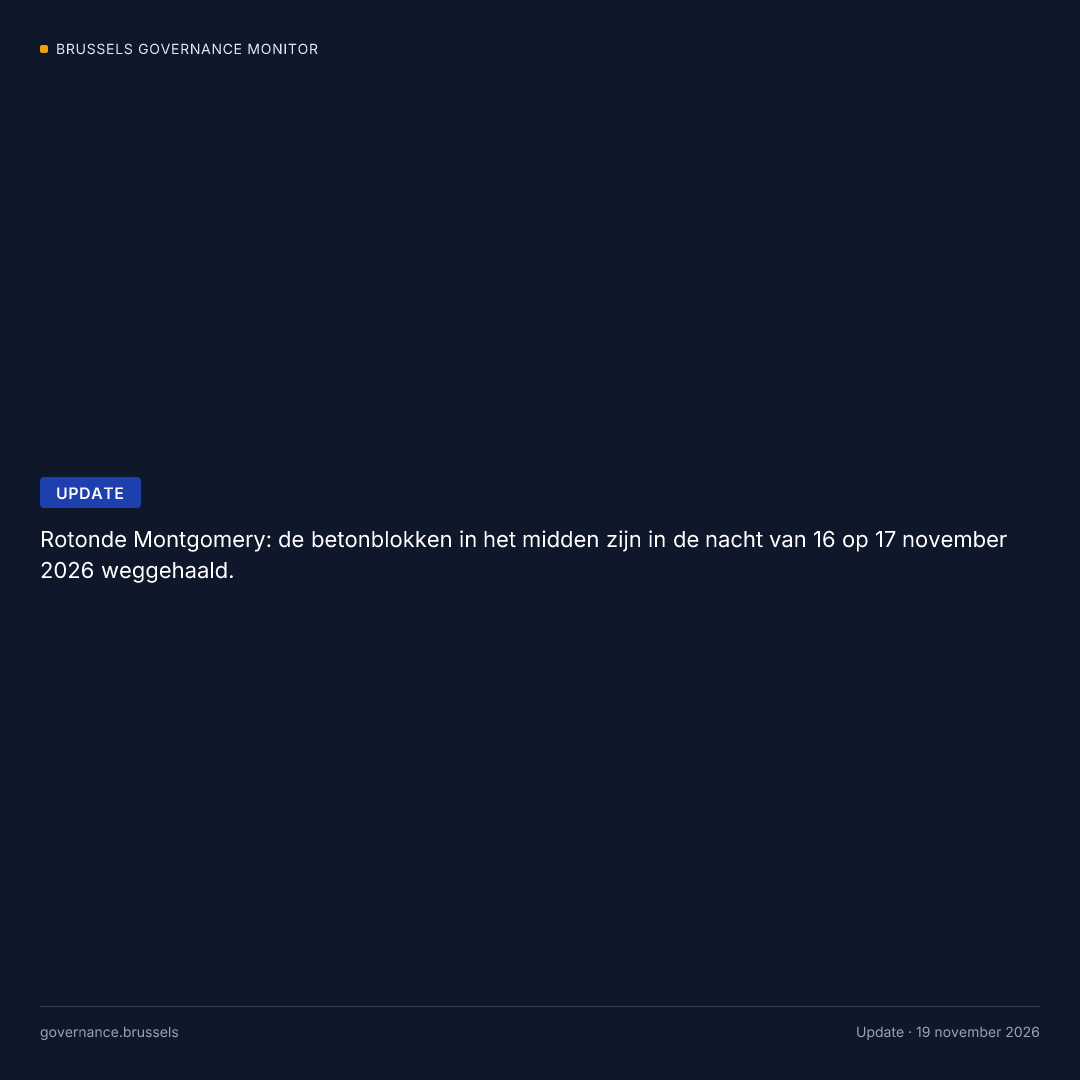 BRUSSELS GOVERNANCE MONITOR
UPDATE
Rotonde Montgomery: de betonblokken in het midden zijn in de nacht van 16 op 17 november
2026 weggehaald.
governance.brussels
Update · 19 november 2026